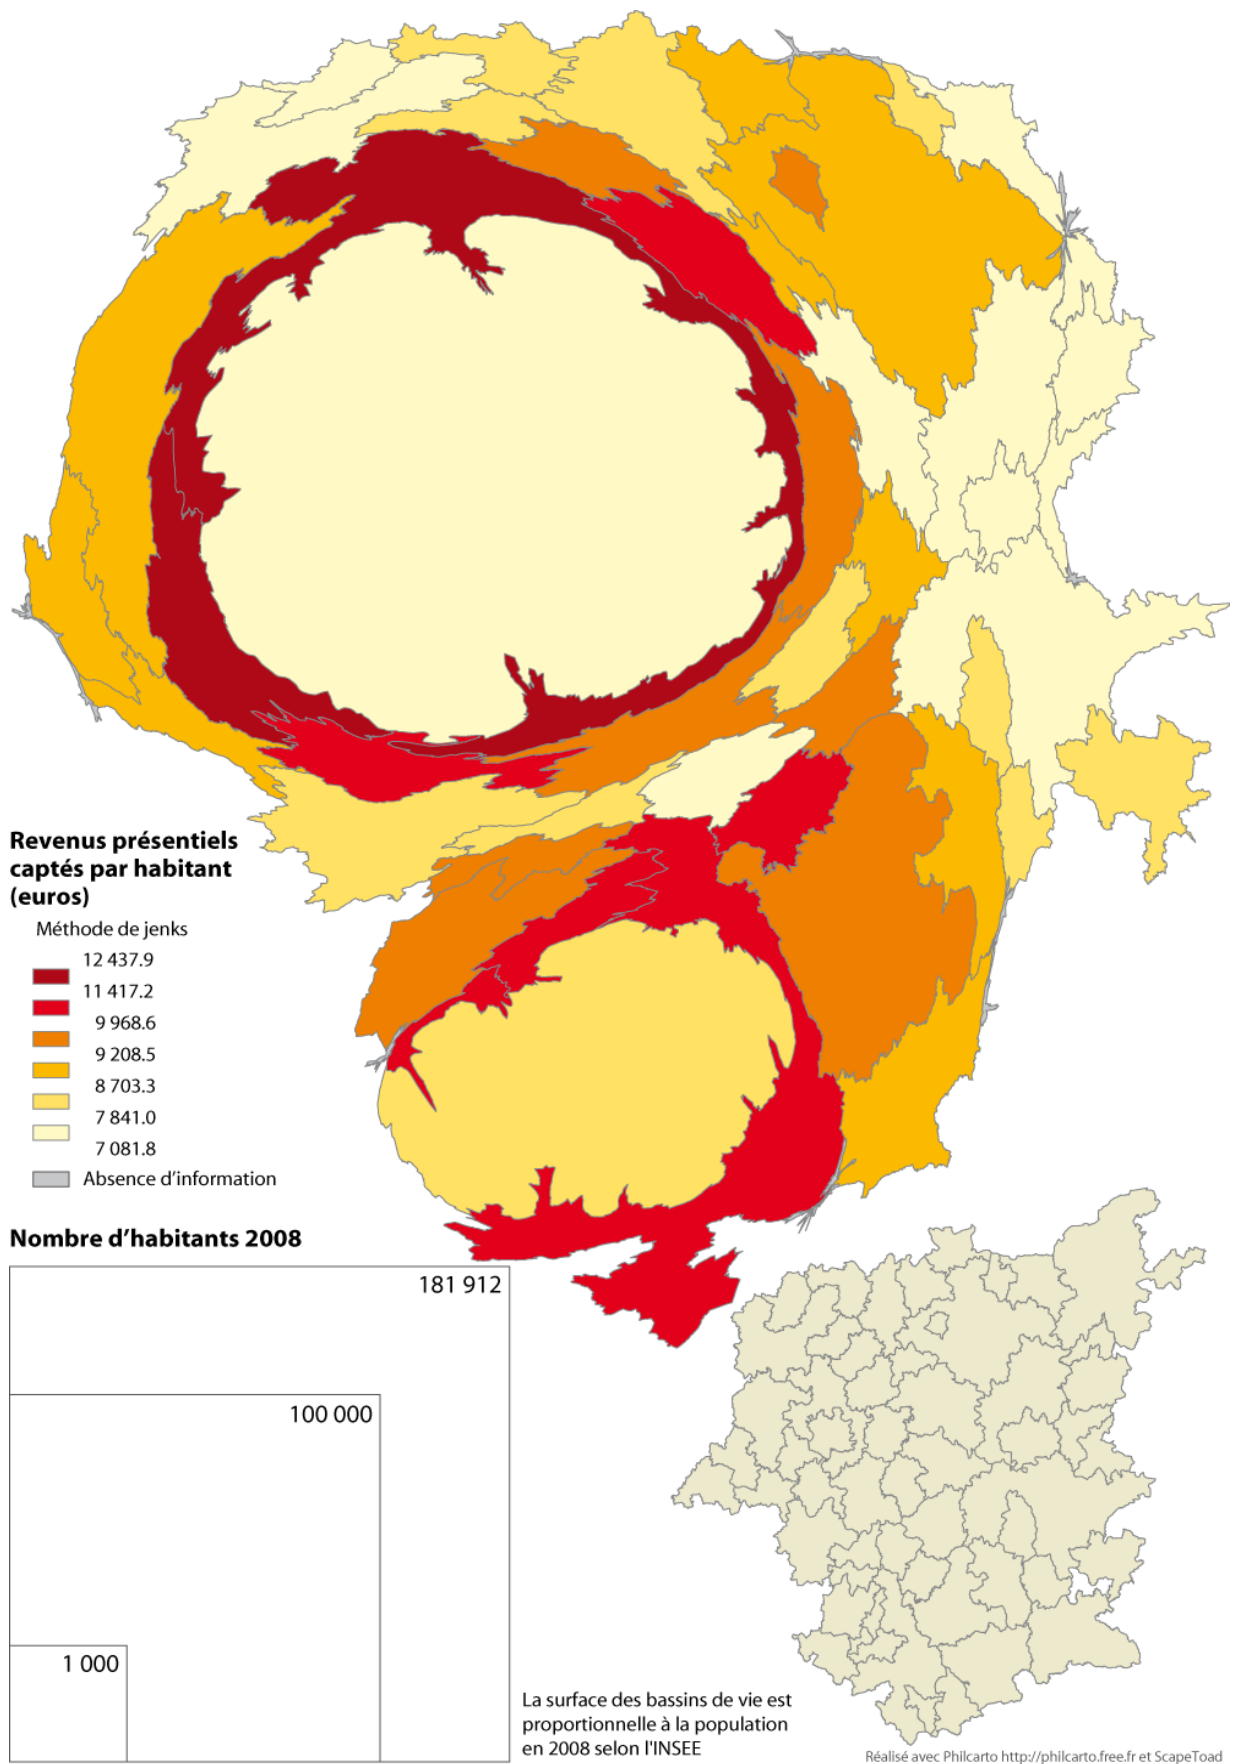 Revenus présentiels
captés par habitant
(euros)
Méthode de jenks
12 437.9
11 417.2
9 968.6
9 208.5
8 703.3
7 841.0
7 081.8
Absence d'information
Nombre d'habitants 2008
181 912
100 000
1 000
La surface des bassins de vie est
proportionnelle à la population
en 2008 selon l'INSEE
Réalisé avec Philcarto http://philcarto.free.fr et ScapeToad